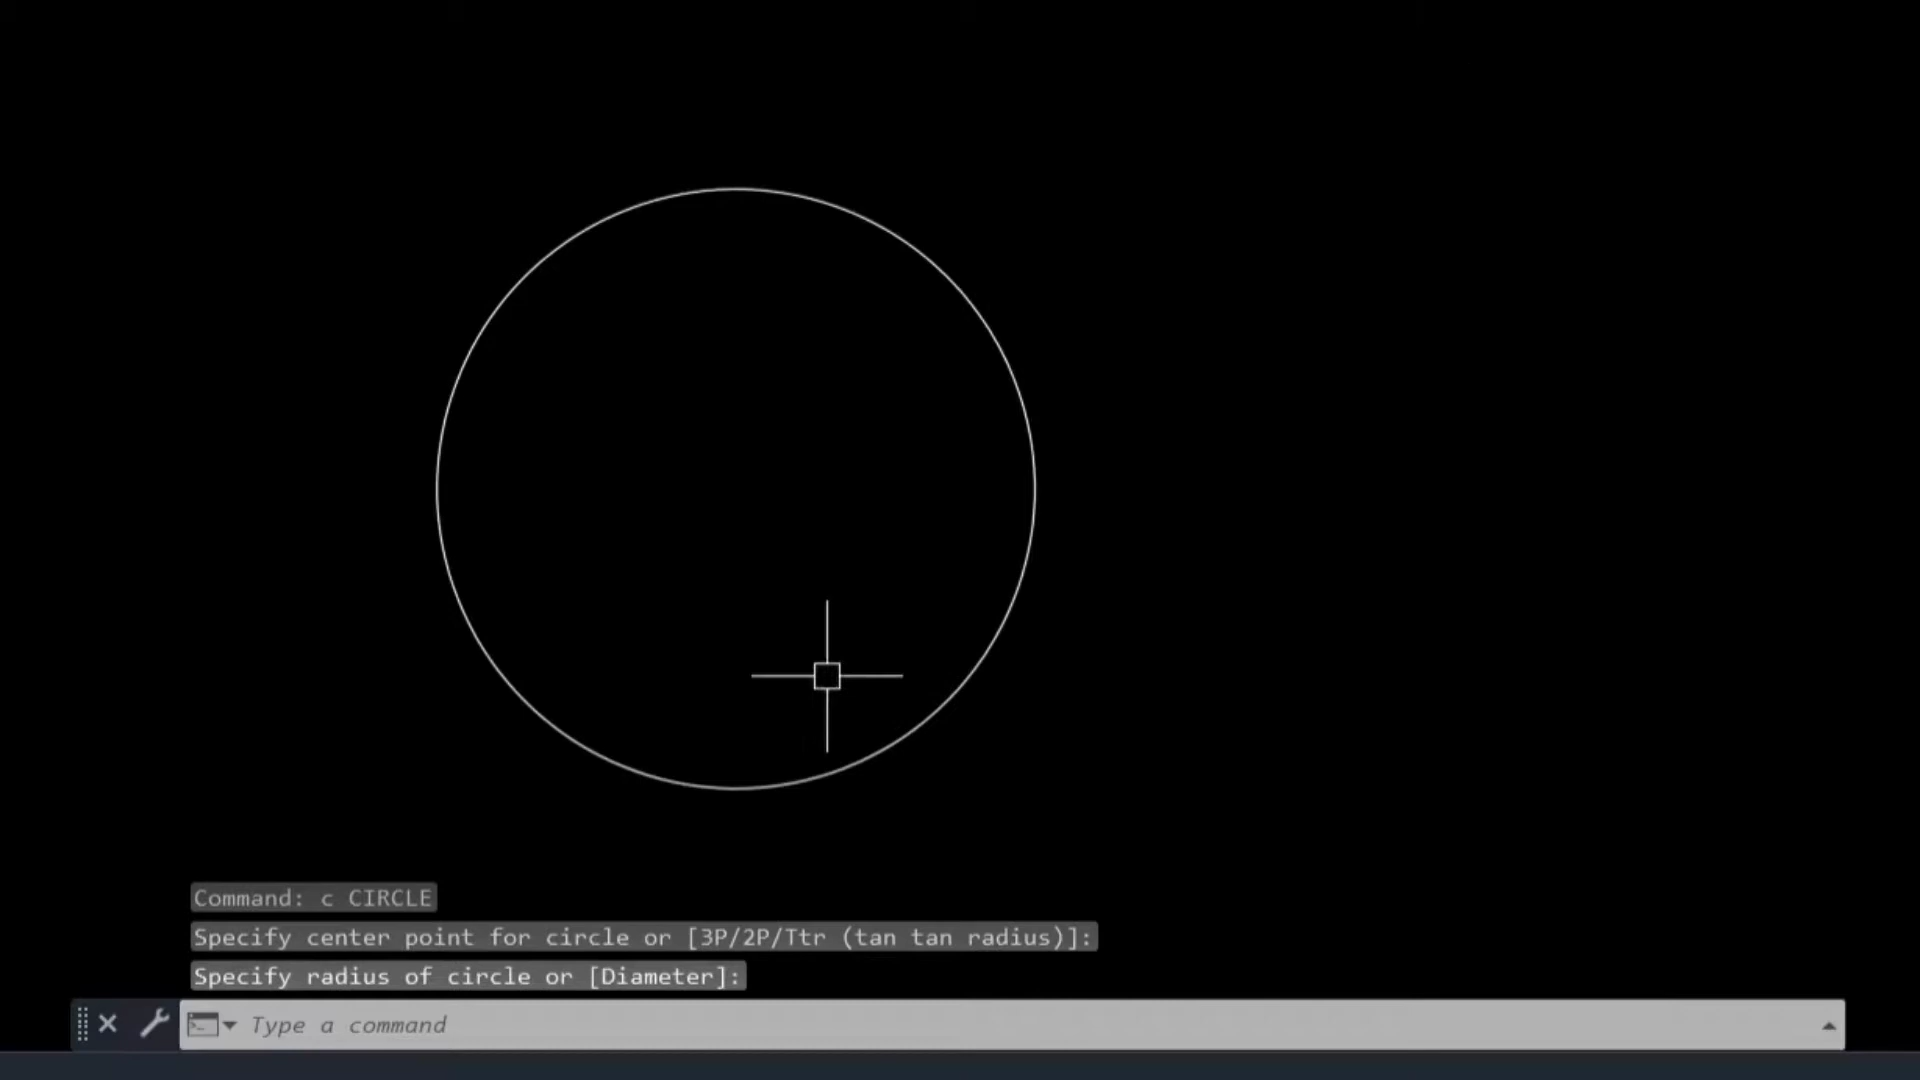 Command: c CIRCLE
Specify center point for circle or [3P/2P/Ttr (tan tan radius)]:
Specify radius of circle or [Diameter]:
Type a command